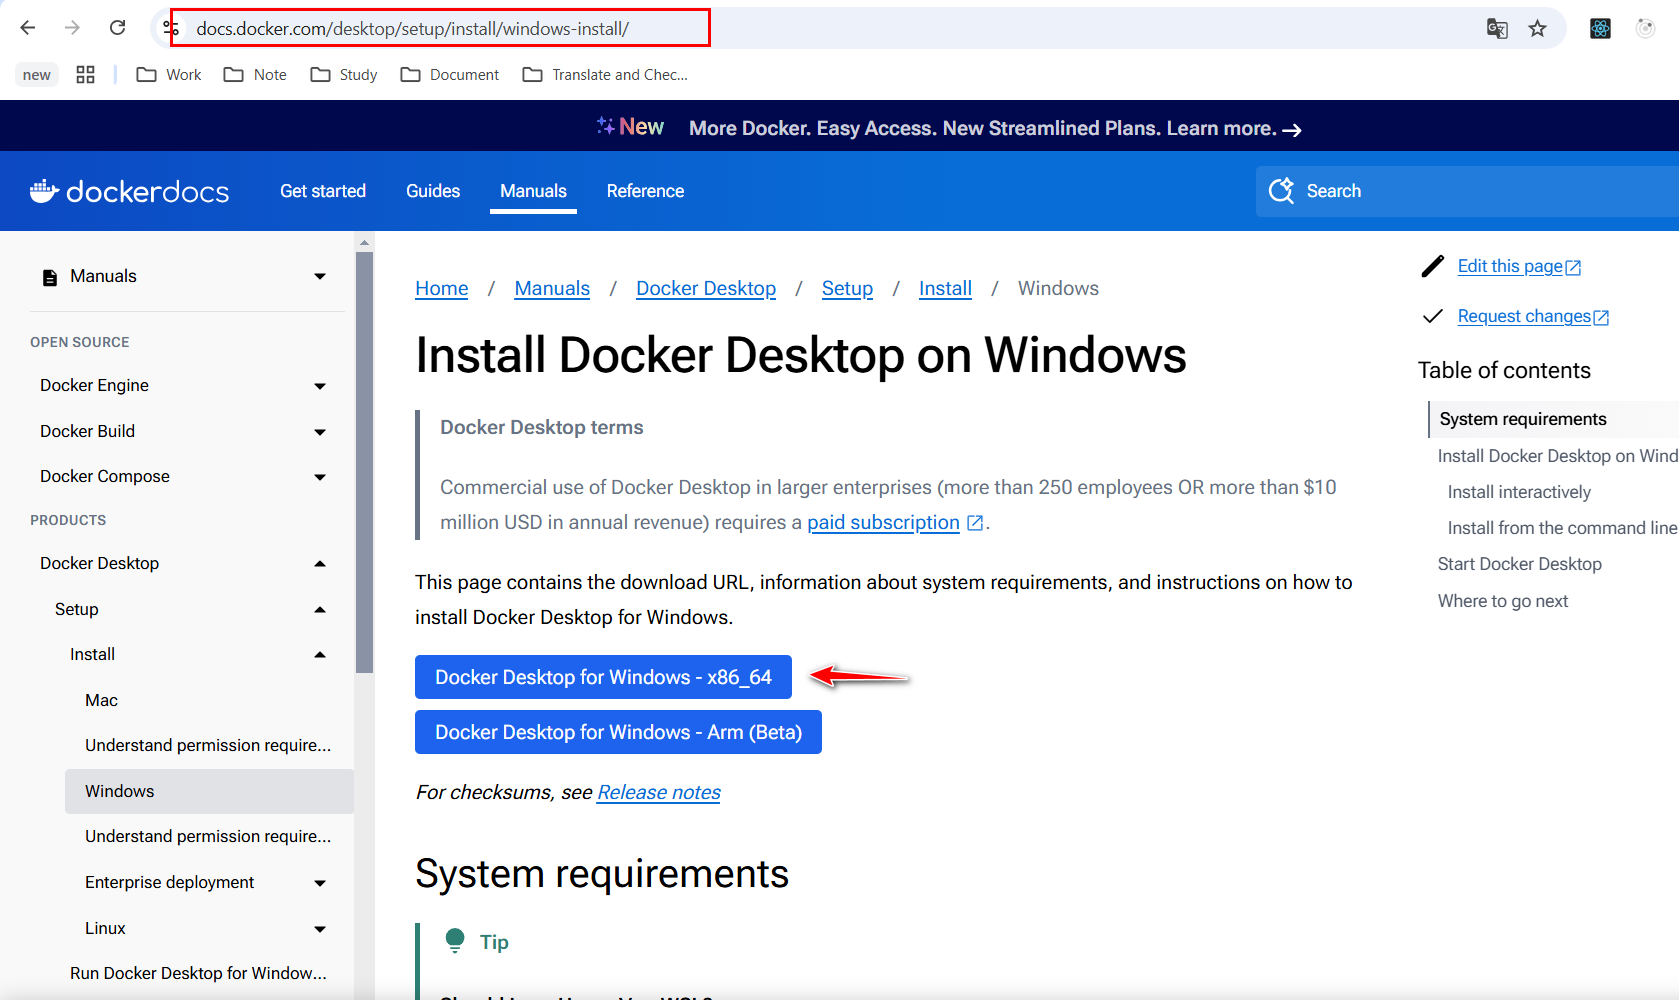 docs.docker.com/desktop/setup/install/windows-install/
new
Work
Note
Study
Document
Translate and Chec...
New More Docker. Easy Access. New Streamlined Plans. Learn more.
dockerdocs
Get started
Guides
Manuals
Reference
Search
Manuals
OPEN SOURCE
Docker Engine
Docker Build
Docker Compose
PRODUCTS
Docker Desktop
Setup
Install
Mac
Understand permission require...
Windows
Understand permission require...
Enterprise deployment
Linux
Run Docker Desktop for Window...
Home / Manuals / Docker Desktop / Setup / Install / Windows
Install Docker Desktop on Windows
Docker Desktop terms
Commercial use of Docker Desktop in larger enterprises (more than 250 employees OR more than $10
million USD in annual revenue) requires a paid subscription.
This page contains the download URL, information about system requirements, and instructions on how to
install Docker Desktop for Windows.
Docker Desktop for Windows - x86_64
Docker Desktop for Windows - Arm (Beta)
For checksums, see Release notes
System requirements
Tip
Edit this page
Request changes
Table of contents
System requirements
Install Docker Desktop on Wind
Install interactively
Install from the command line
Start Docker Desktop
Where to go next